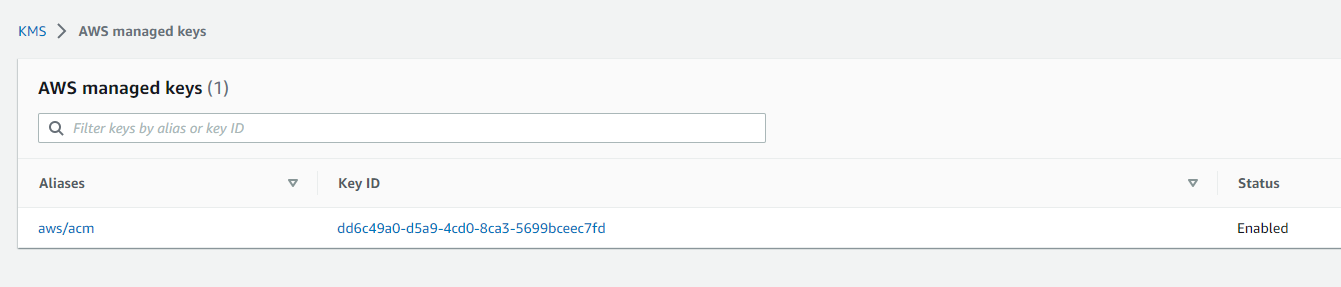 KMS > AWS managed keys
AWS managed keys (1)
Filter keys by alias or key ID
Aliases Key ID Status
aws/acm dd6c49a0-d5a9-4cd0-8ca3-5699bceec7fd Enabled